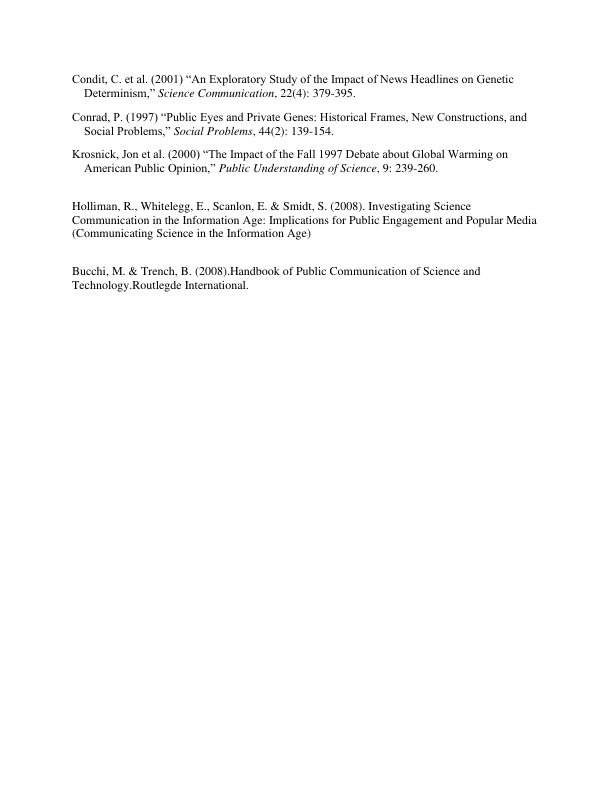 Condit, C. et al. (2001) “An Exploratory Study of the Impact of News Headlines on Genetic
Determinism,” Science Communication, 22(4): 379-395.
Conrad, P. (1997) “Public Eyes and Private Genes: Historical Frames, New Constructions, and
Social Problems,” Social Problems, 44(2): 139-154.
Krosnick, Jon et al. (2000) “The Impact of the Fall 1997 Debate about Global Warming on
American Public Opinion,” Public Understanding of Science, 9: 239-260.
Holliman, R., Whitelegg, E., Scanlon, E. & Smidt, S. (2008). Investigating Science
Communication in the Information Age: Implications for Public Engagement and Popular Media
(Communicating Science in the Information Age)
Bucchi, M. & Trench, B. (2008).Handbook of Public Communication of Science and
Technology.Routlegde International.